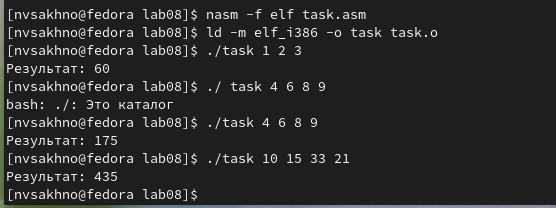 [nvsakhno@fedora lab08]$ nasm -f elf task.asm
[nvsakhno@fedora lab08]$ ld -m elf_i386 -o task task.o
[nvsakhno@fedora lab08]$ ./task 1 2 3
Результат: 60
[nvsakhno@fedora lab08]$ ./ task 4 6 8 9
bash: ./: Это каталог
[nvsakhno@fedora lab08]$ ./task 4 6 8 9
Результат: 175
[nvsakhno@fedora lab08]$ ./task 10 15 33 21
Результат: 435
[nvsakhno@fedora lab08]$